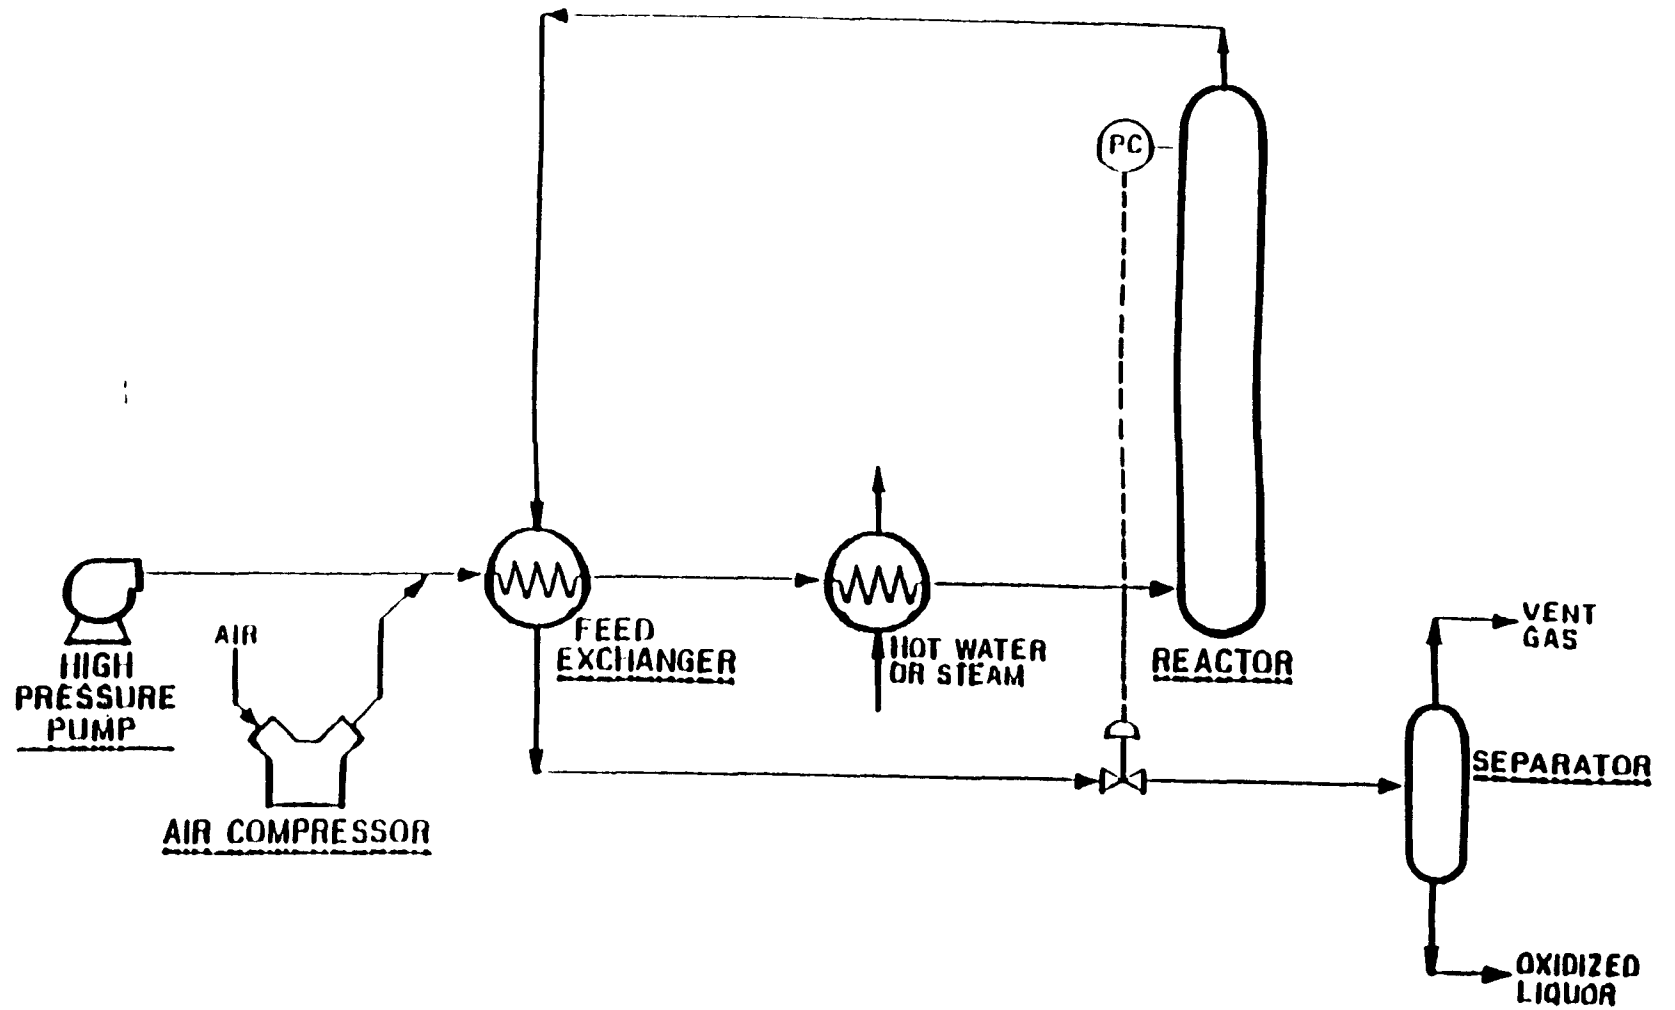 PC
AIR
HIGH
PRESSURE
PUMP
AIR COMPRESSOR
FEED
EXCHANGER
HOT WATER
OR STEAM
REACTOR
VENT
GAS
SEPARATOR
OXIDIZED
LIQUOR